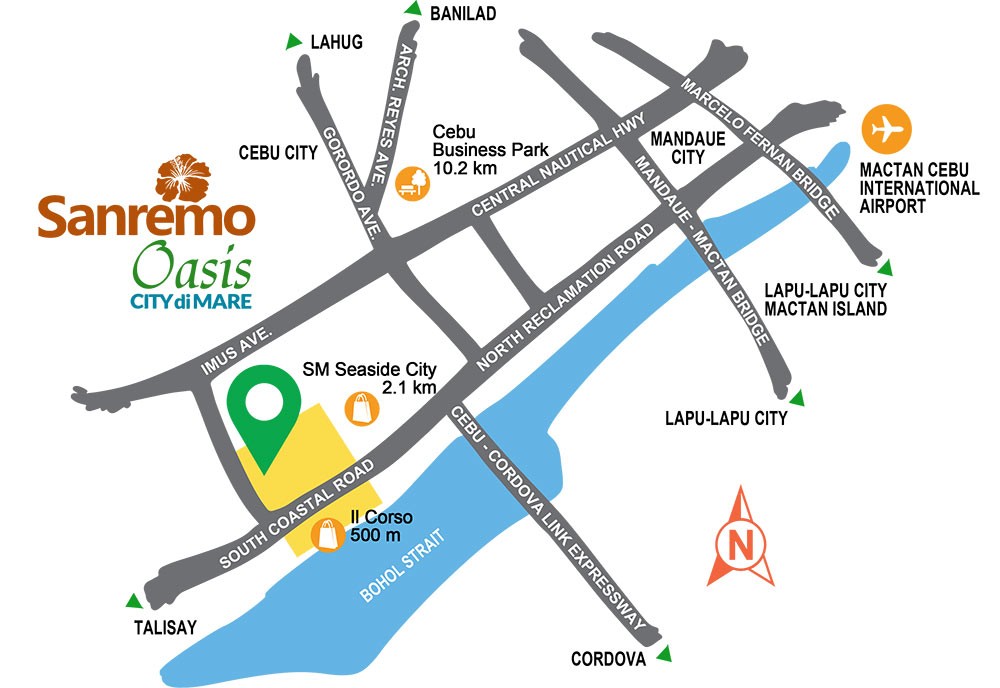 BANILAD
LAHUG
ARCH. REYES AVE.
GORORDO AVE.
CEBU CITY
Cebu
Business Park
10.2 km
CENTRAL NAUTICAL HWY
MARCELO FERNAN BRIDGE
MANDAUE
CITY
MANDAUE - MACTAN BRIDGE
MACTAN CEBU
INTERNATIONAL
AIRPORT
Sanremo
Oasis
CITY di MARE
LAPU-LAPU CITY
MACTAN ISLAND
NORTH RECLAMATION ROAD
IMUS AVE.
SM Seaside City
2.1 km
LAPU-LAPU CITY
CEBU - CORDOVA LINK EXPRESSWAY
SOUTH COASTAL ROAD
Il Corso
500 m
BOHOL STRAIT
N
TALISAY
CORDOVA